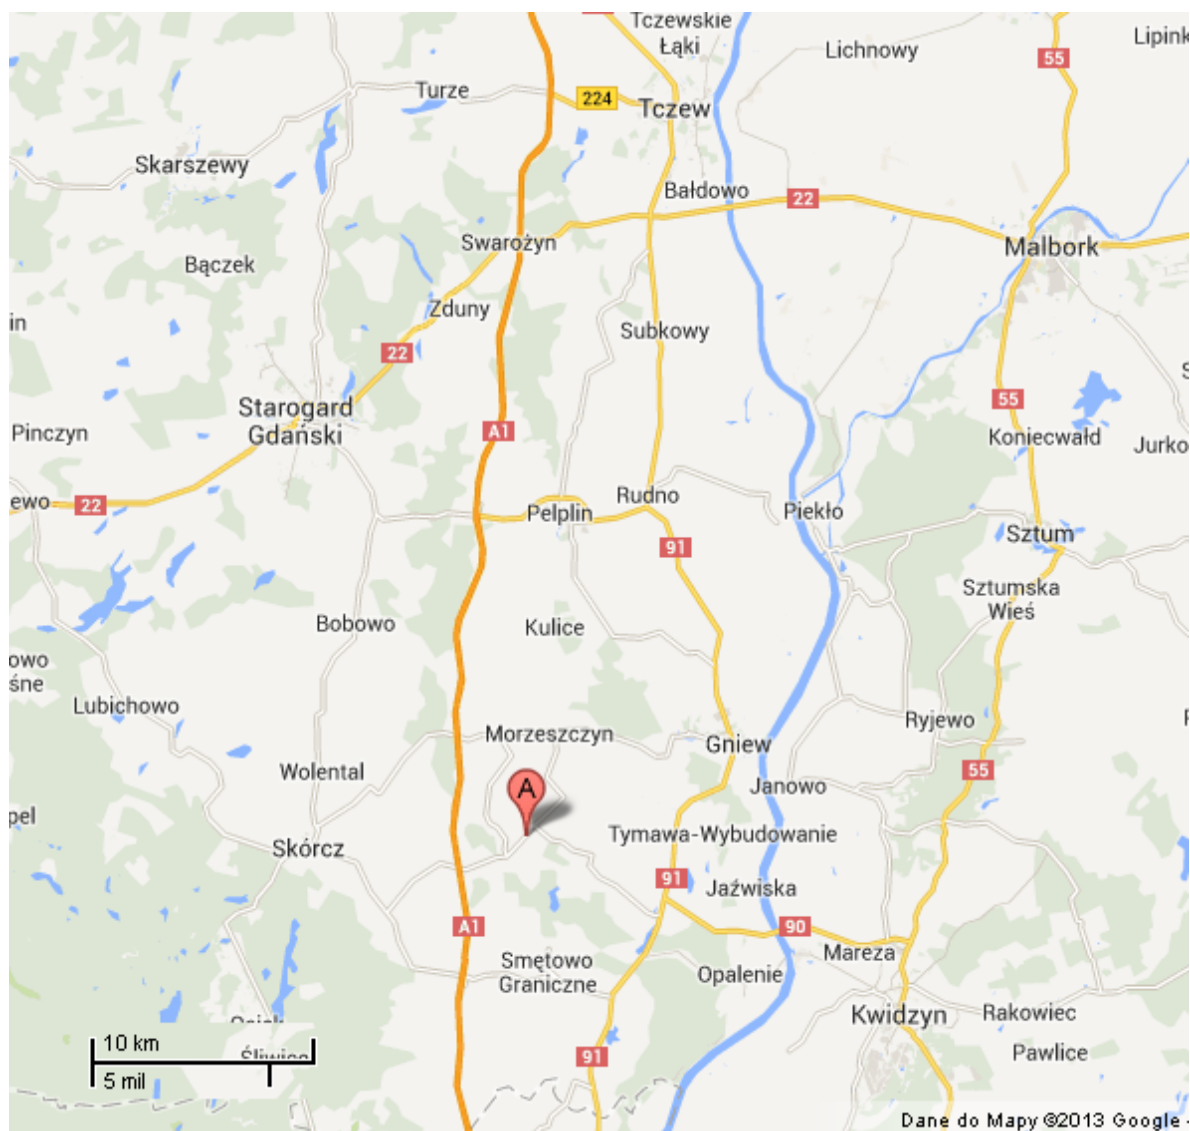 Tczewskie
Łąki
Lichnowy
Lipink
55
Turze
224
Tczew
Skarszewy
Bałdowo
22
Swarożyn
Malbork
Bączek
Zduny
in
Subkowy
22
S
55
Starogard
Gdański
Pinczyn
A1
Koniecwałd
Jurko
ewo
22
Pelplin
Rudno
Piekło
Sztum
91
Sztumska
Wieś
Bobowo
Kulice
owo
śne
Lubichowo
Ryjewo
Morzeszczyn
Gniew
Wolental
55
A
Janowo
pel
Skórcz
Tymawa-Wybudowanie
91
Jaźwiska
A1
90
Mareza
Smętowo
Graniczne
Opalenie
Kwidzyn
Rakowiec
10 km
Śliwice
91
Pawlice
5 mil
Dane do Mapy ©2013 Google -